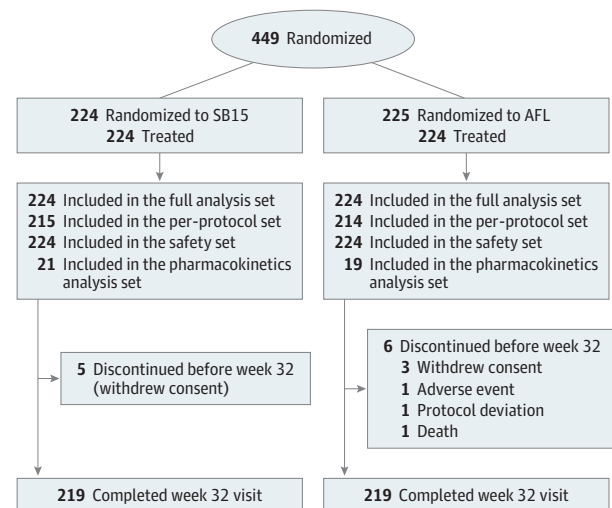 449 Randomized
224 Randomized to SB15
224 Treated
225 Randomized to AFL
224 Treated
224 Included in the full analysis set
215 Included in the per-protocol set
224 Included in the safety set
21 Included in the pharmacokinetics
analysis set
224 Included in the full analysis set
214 Included in the per-protocol set
224 Included in the safety set
19 Included in the pharmacokinetics
analysis set
5 Discontinued before week 32
(withdrew consent)
6 Discontinued before week 32
3 Withdrew consent
1 Adverse event
1 Protocol deviation
1 Death
219 Completed week 32 visit
219 Completed week 32 visit